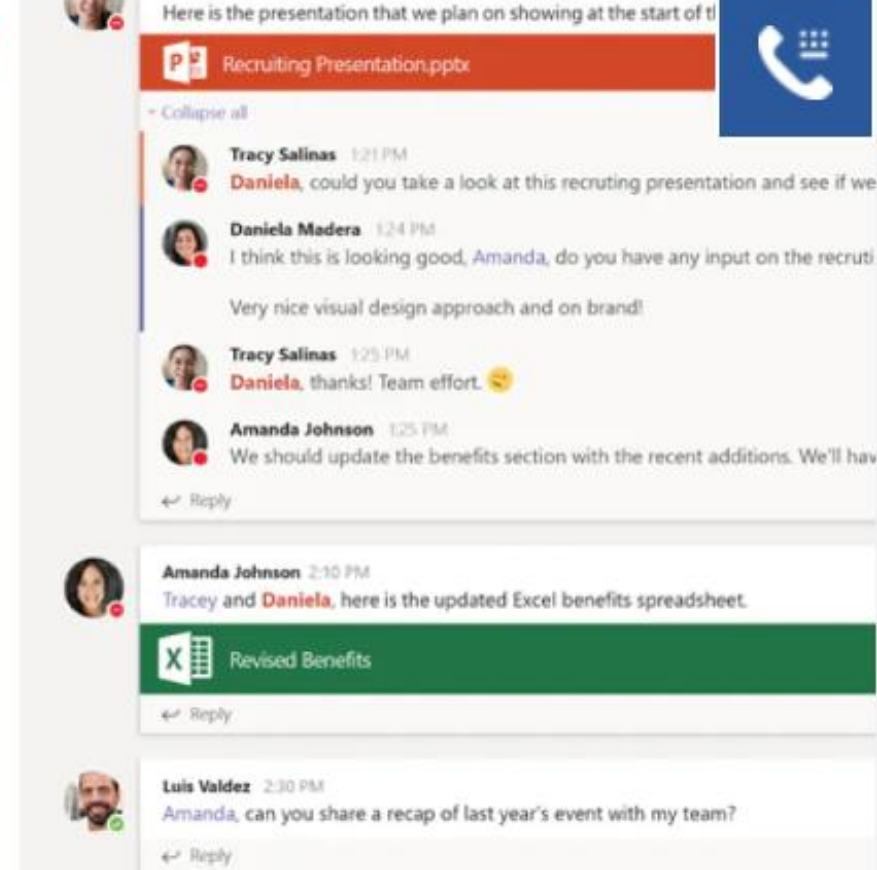 Here is the presentation that we plan on showing at the start of t
Recruiting Presentation.pptx
Collapse all
Tracy Salinas 1:21 PM
Daniela, could you take a look at this recruting presentation and see if we
Daniela Madera 1:24 PM
I think this is looking good, Amanda, do you have any input on the recruti
Very nice visual design approach and on brand!
Tracy Salinas 1:25 PM
Daniela, thanks! Team effort.
Amanda Johnson 1:25 PM
We should update the benefits section with the recent additions. We'll hav
Reply
Amanda Johnson 2:10 PM
Tracey and Daniela, here is the updated Excel benefits spreadsheet.
Revised Benefits
Reply
Luis Valdez 2:30 PM
Amanda, can you share a recap of last year's event with my team?
Reply